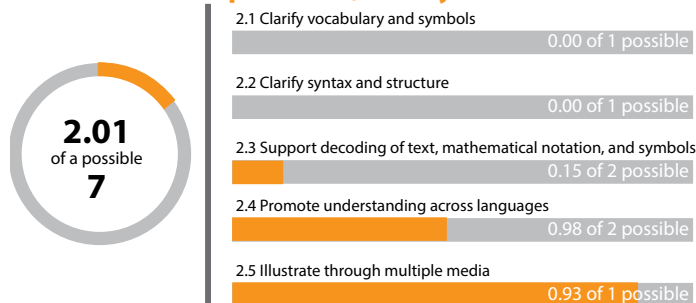 2.01
of a possible
7
2.1 Clarify vocabulary and symbols
0.00 of 1 possible
2.2 Clarify syntax and structure
0.00 of 1 possible
2.3 Support decoding of text, mathematical notation, and symbols
0.15 of 2 possible
2.4 Promote understanding across languages
0.98 of 2 possible
2.5 Illustrate through multiple media
0.93 of 1 possible